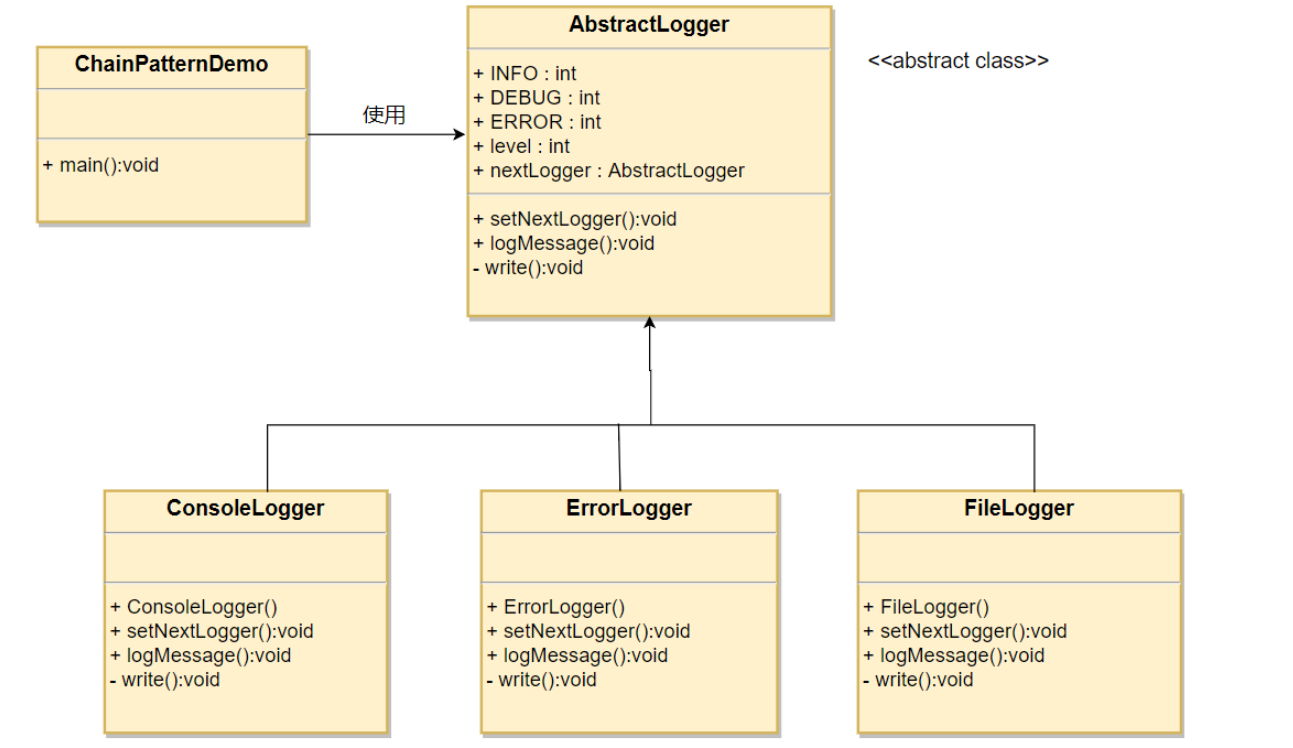 ChainPatternDemo
+ main():void
使用
AbstractLogger
+ INFO : int
+ DEBUG : int
+ ERROR : int
+ level : int
+ nextLogger : AbstractLogger
+ setNextLogger():void
+ logMessage():void
- write():void
<<abstract class>>
ConsoleLogger
+ ConsoleLogger()
+ setNextLogger():void
+ logMessage():void
- write():void
ErrorLogger
+ ErrorLogger()
+ setNextLogger():void
+ logMessage():void
- write():void
FileLogger
+ FileLogger()
+ setNextLogger():void
+ logMessage():void
- write():void